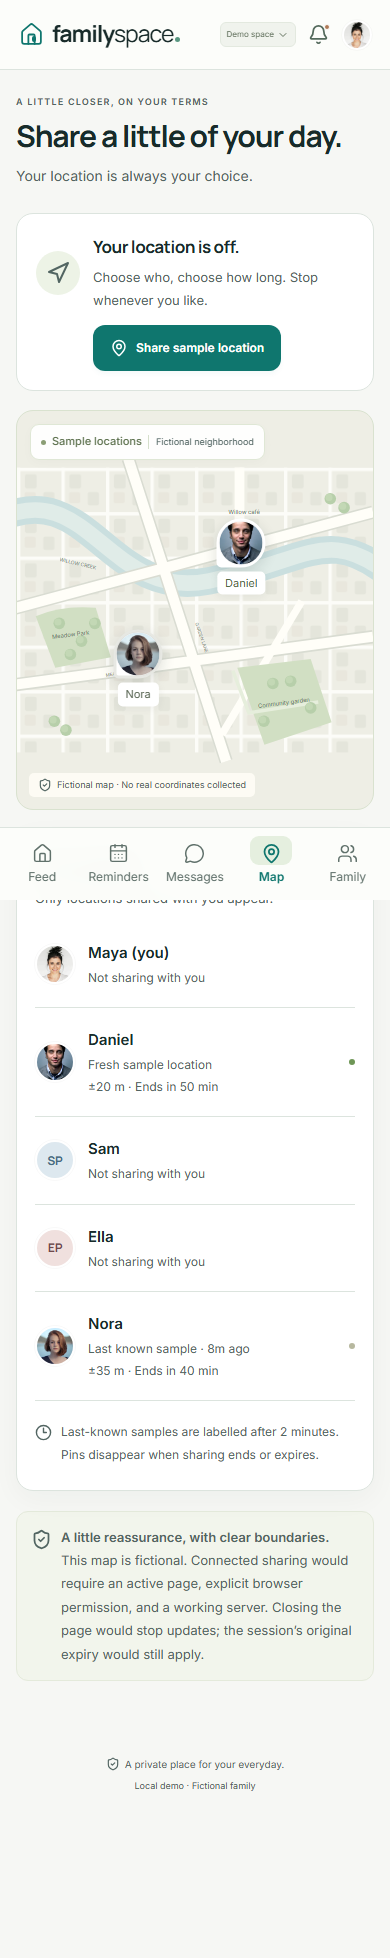 familyspace.
Demo space
A LITTLE CLOSER, ON YOUR TERMS
Share a little of your day.
Your location is always your choice.
Your location is off.
Choose who, choose how long. Stop
whenever you like.
Share sample location
Sample locations
Fictional neighborhood
Willow café
WILLOW CREEK
Daniel
Meadow Park
Nora
Community garden
Fictional map · No real coordinates collected
Feed
Reminders
Messages
Map
Family
Only locations shared with you appear.
Maya (you)
Not sharing with you
Daniel
Fresh sample location
±20 m · Ends in 50 min
SP
Sam
Not sharing with you
EP
Ella
Not sharing with you
Nora
Last known sample · 8m ago
±35 m · Ends in 40 min
Last-known samples are labelled after 2 minutes.
Pins disappear when sharing ends or expires.
A little reassurance, with clear boundaries.
This map is fictional. Connected sharing would
require an active page, explicit browser
permission, and a working server. Closing the
page would stop updates; the session's original
expiry would still apply.
A private place for your everyday.
Local demo · Fictional family